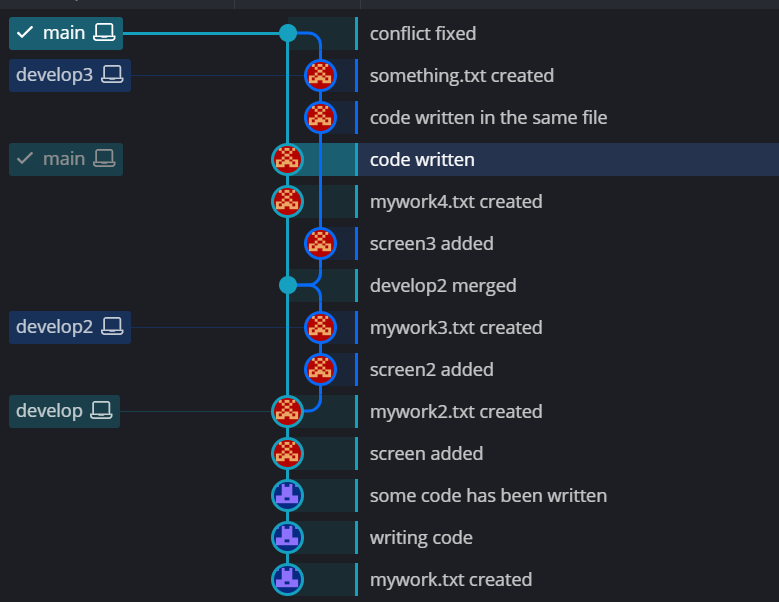 main conflict fixed
develop3 something.txt created
code written in the same file
main code written
mywork4.txt created
screen3 added
develop2 merged
develop2 mywork3.txt created
screen2 added
develop mywork2.txt created
screen added
some code has been written
writing code
mywork.txt created